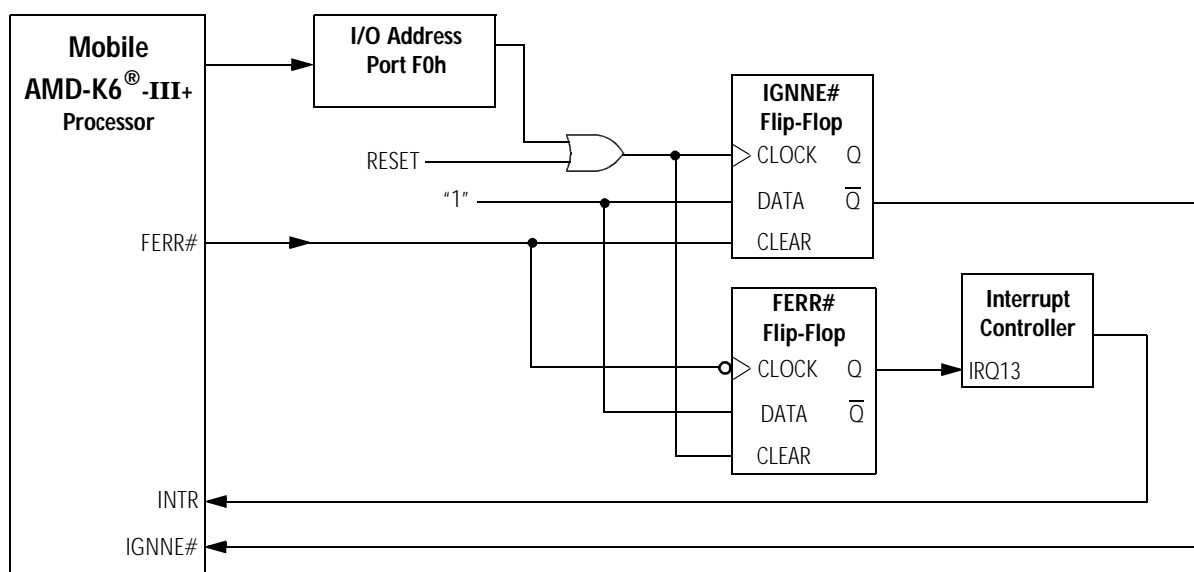 Mobile
AMD-K6®-III+
Processor
I/O Address
Port F0h
RESET
"1"
FERR#
IGNNE#
Flip-Flop
CLOCK Q
DATA Q̅
CLEAR
FERR#
Flip-Flop
CLOCK Q
DATA Q̅
CLEAR
Interrupt
Controller
IRQ13
INTR
IGNNE#